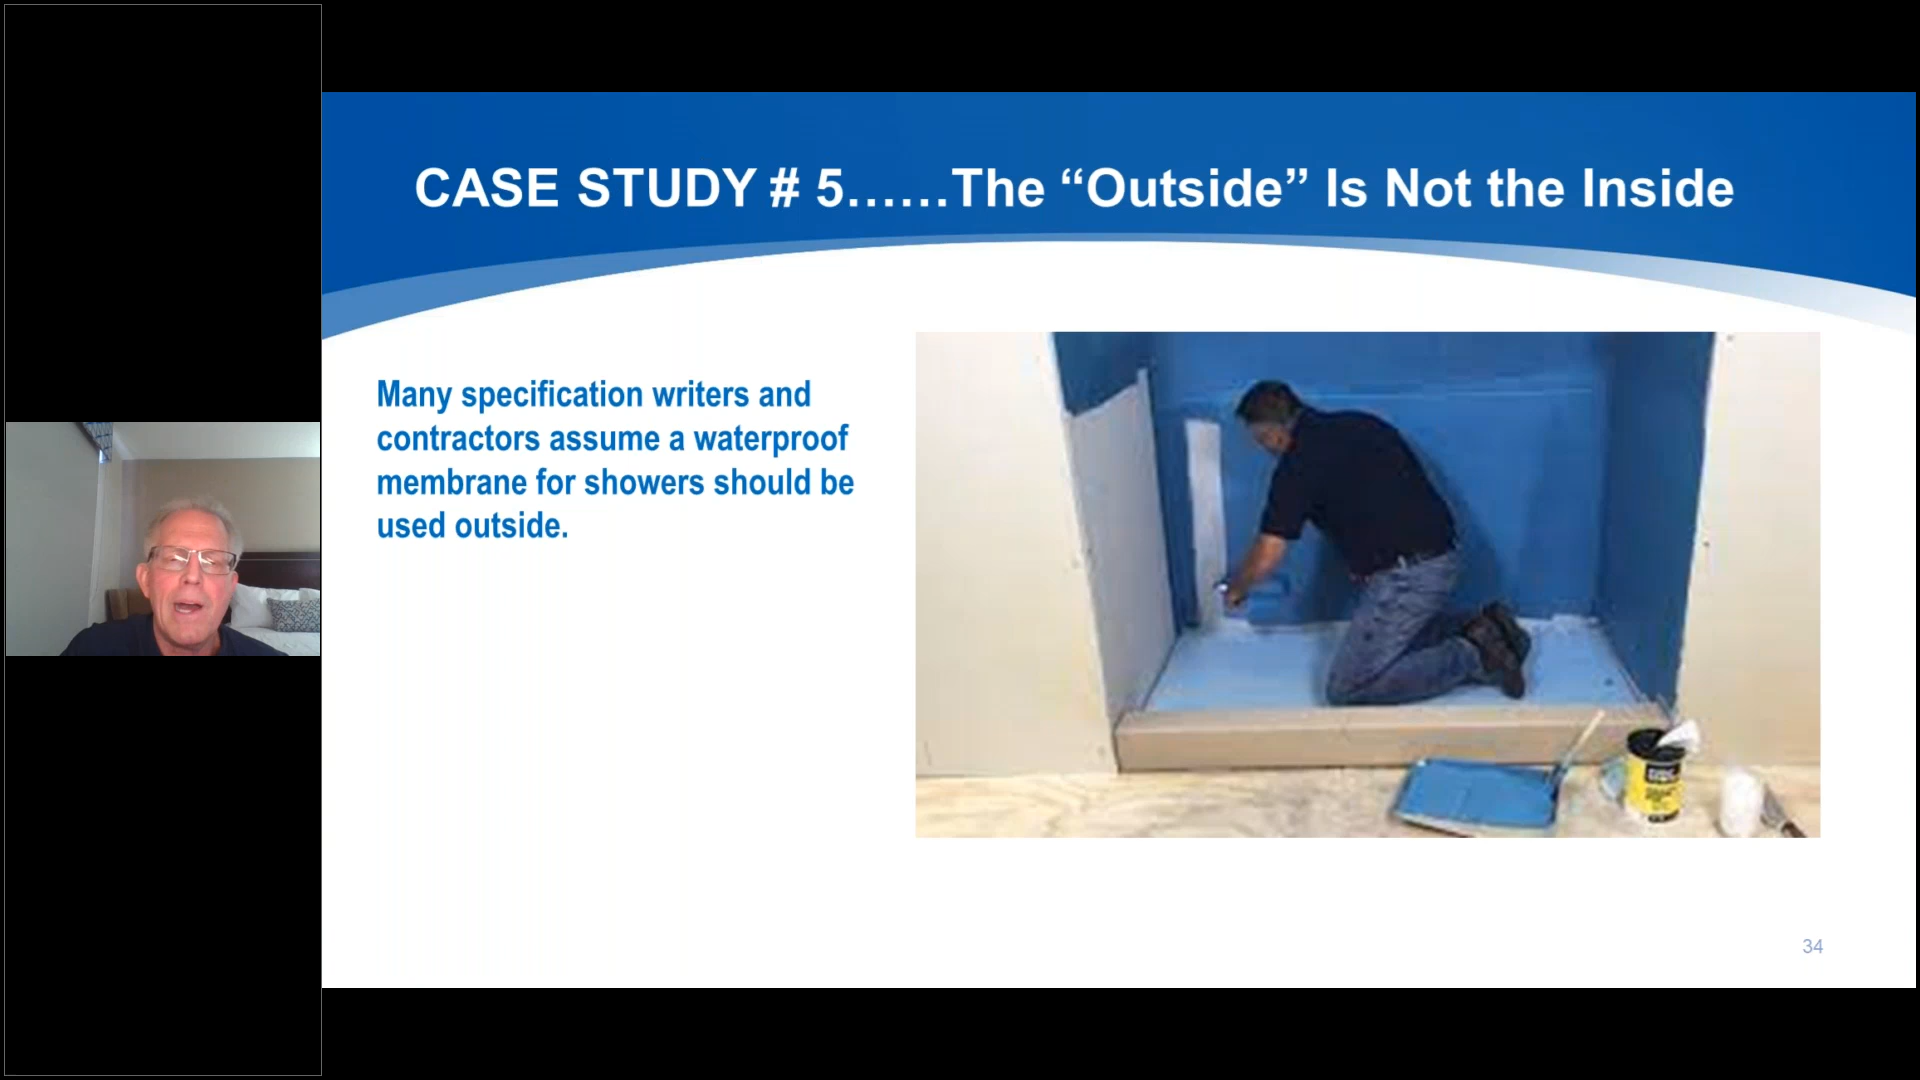 CASE STUDY # 5......The “Outside” Is Not the Inside
Many specification writers and
contractors assume a waterproof
membrane for showers should be
used outside.
34